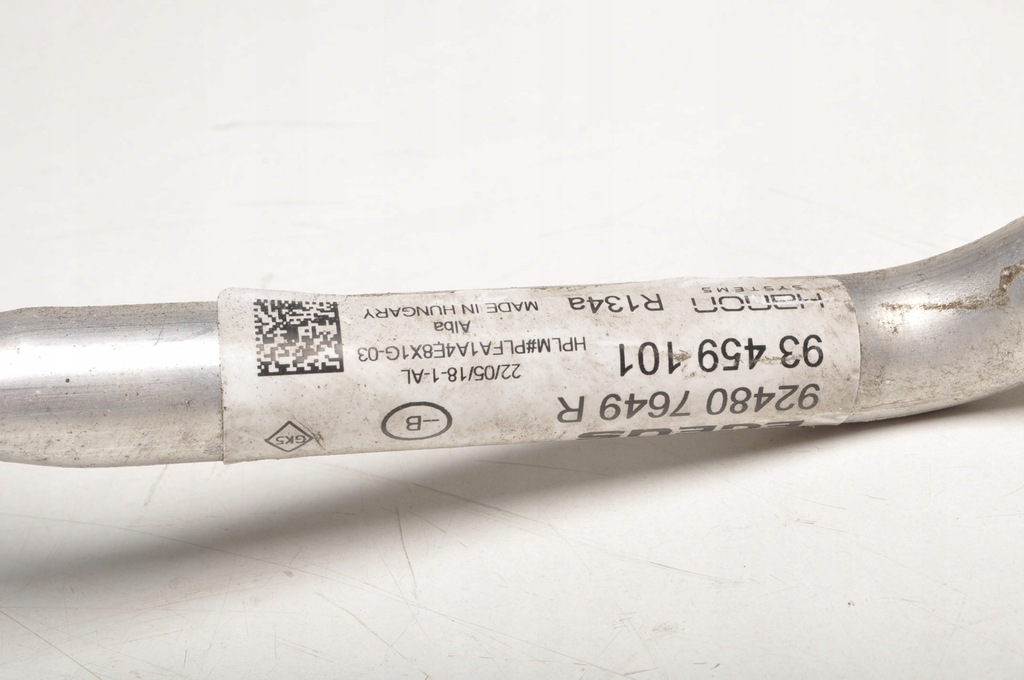 92480 7649 R
93 459 101
Hanon
SYSTEMS
R134a
-B
GK5
22/05/18-1-AL
HPLM#PLFA1A4E8X1G-03
Alba
MADE IN HUNGARY